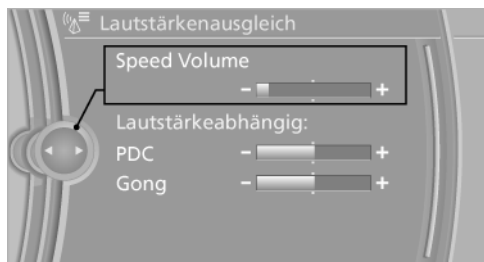 Lautstärkenausgleich
Speed Volume
- +
Lautstärkeabhängig:
PDC - +
Gong - +